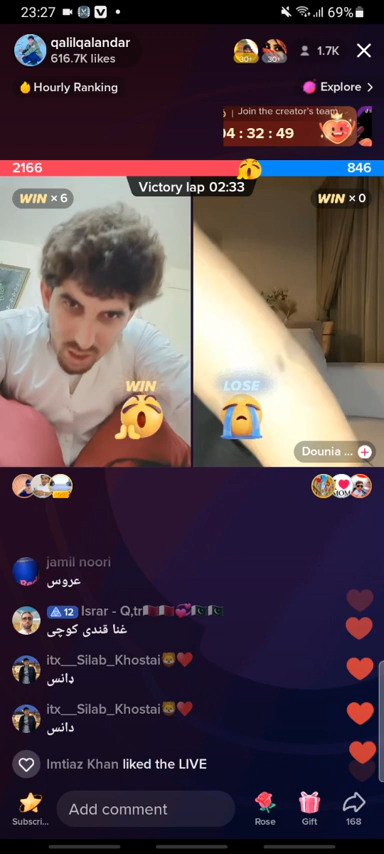 23:27
69%
qalilqalandar
616.7K likes
30+
30+
1.7K
Hourly Ranking
Explore
Join the creator's team
04 : 32 : 49
2166
846
Victory lap 02:33
WIN × 6
WIN × 0
WIN
LOSE
Dounia ...
MOM
jamil noori
عروس
12 Israr - Q,tr
غنا قندی کوچی
itx__Silab_Khostai
ډانس
itx__Silab_Khostai
دانس
Imtiaz Khan liked the LIVE
Add comment
Subscri...
Rose
Gift
168